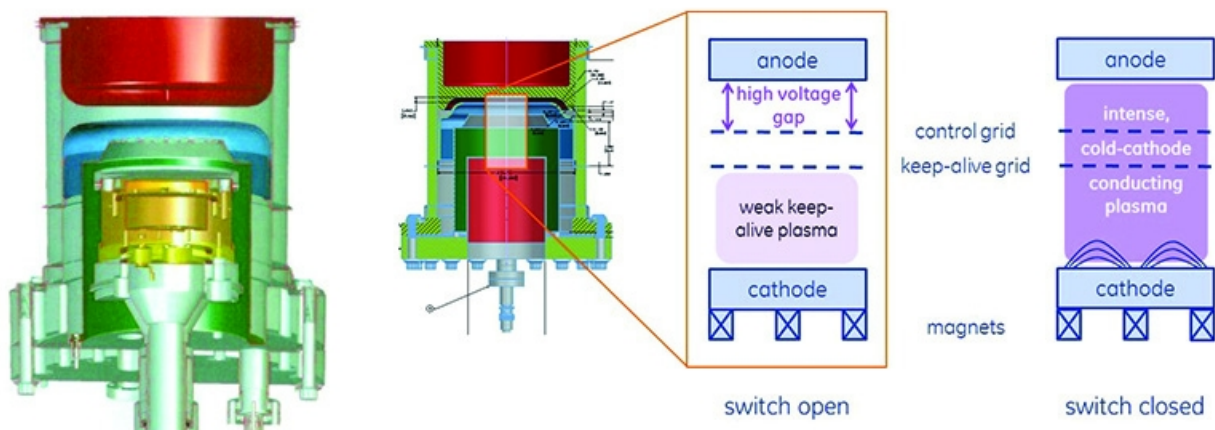 anode
high voltage
gap
control grid
keep-alive grid
weak keep-
alive plasma
cathode
magnets
switch open
anode
intense,
cold-cathode
conducting
plasma
cathode
switch closed